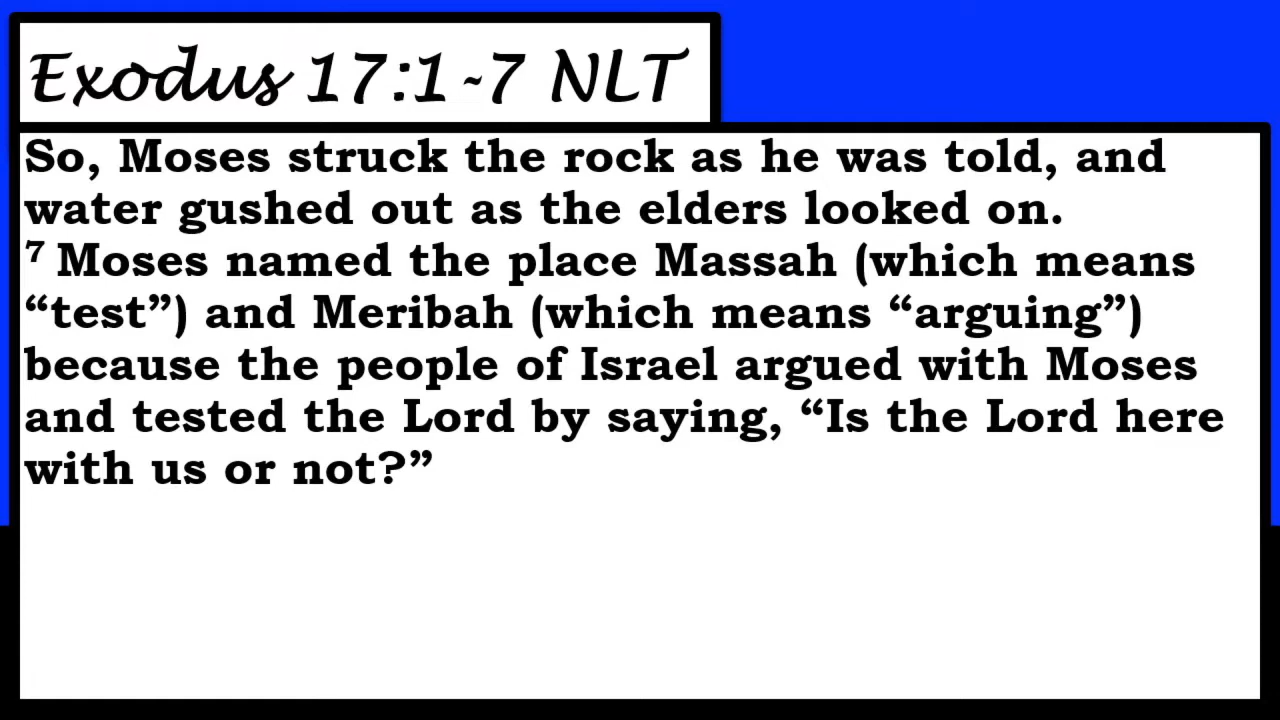 Exodus 17:1-7 NLT
So, Moses struck the rock as he was told, and
water gushed out as the elders looked on.
⁷ Moses named the place Massah (which means
“test”) and Meribah (which means “arguing”)
because the people of Israel argued with Moses
and tested the Lord by saying, “Is the Lord here
with us or not?”